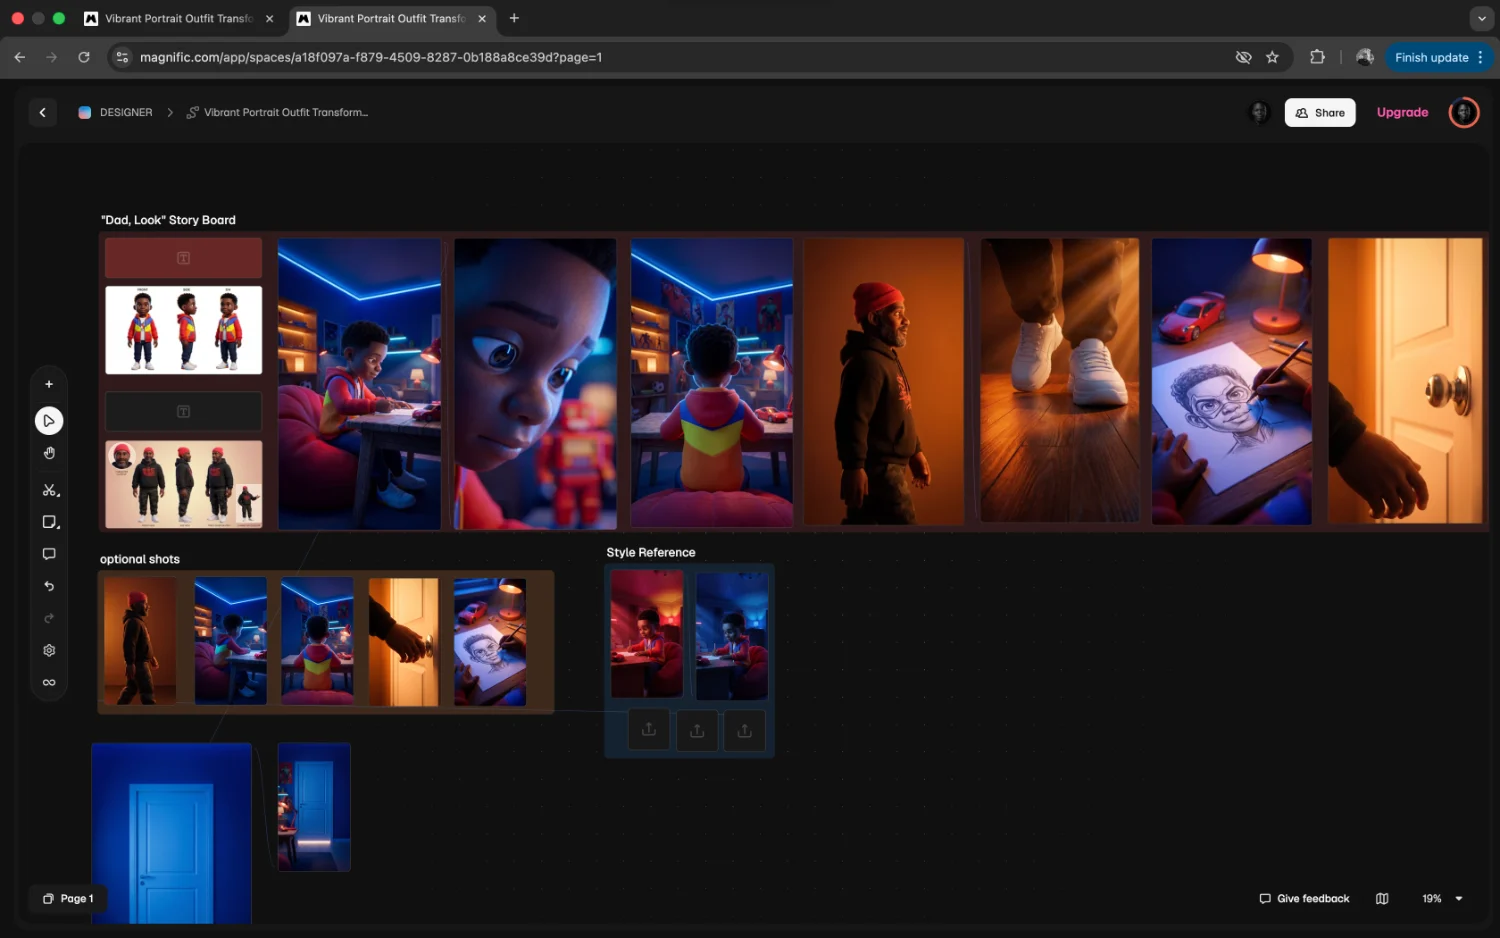 Vibrant Portrait Outfit Transfo
Vibrant Portrait Outfit Transfo
magnific.com/app/spaces/a18f097a-f879-4509-8287-0b188a8ce39d?page=1
Finish update
DESIGNER
Vibrant Portrait Outfit Transform...
Share
Upgrade
"Dad, Look" Story Board
optional shots
Style Reference
Page 1
Give feedback
19%